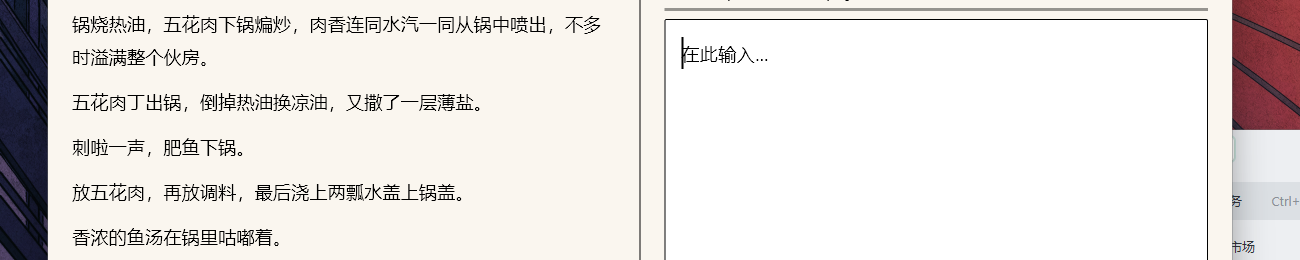 锅烧热油，五花肉下锅煸炒，肉香连同水汽一同从锅中喷出，不多
时溢满整个伙房。
五花肉丁出锅，倒掉热油换凉油，又撒了一层薄盐。
刺啦一声，肥鱼下锅。
放五花肉，再放调料，最后浇上两瓢水盖上锅盖。
香浓的鱼汤在锅里咕嘟着。
在此输入...
务 Ctrl+
市场